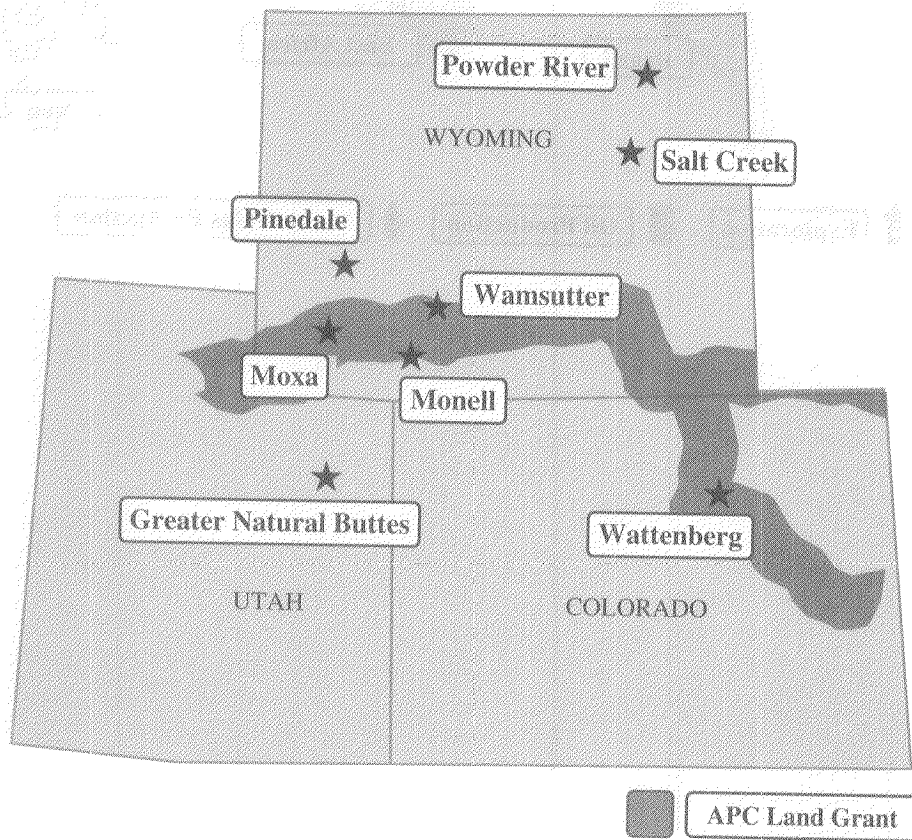 Powder River
WYOMING
Salt Creek
Pinedale
Wamsutter
Moxa
Monell
Greater Natural Buttes
Wattenberg
UTAH
COLORADO
APC Land Grant